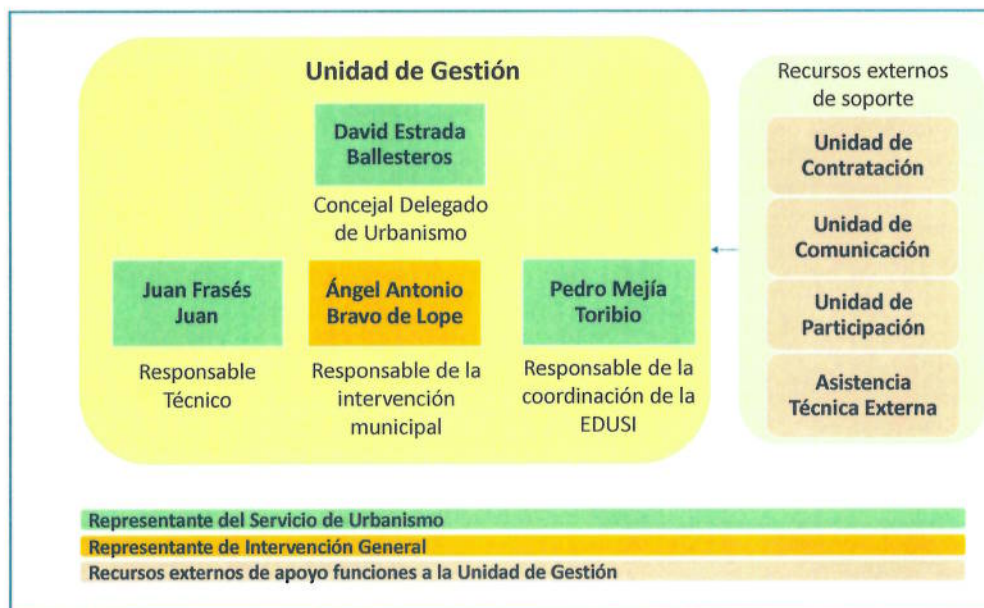 Unidad de Gestión
David Estrada
Ballesteros
Concejal Delegado
de Urbanismo
Juan Frasés
Juan
Responsable
Técnico
Ángel Antonio
Bravo de Lope
Responsable de la
intervención
municipal
Pedro Mejía
Toribio
Responsable de la
coordinación de la
EDUSI
Recursos externos
de soporte
Unidad de
Contratación
Unidad de
Comunicación
Unidad de
Participación
Asistencia
Técnica Externa
Representante del Servicio de Urbanismo
Representante de Intervención General
Recursos externos de apoyo funciones a la Unidad de Gestión